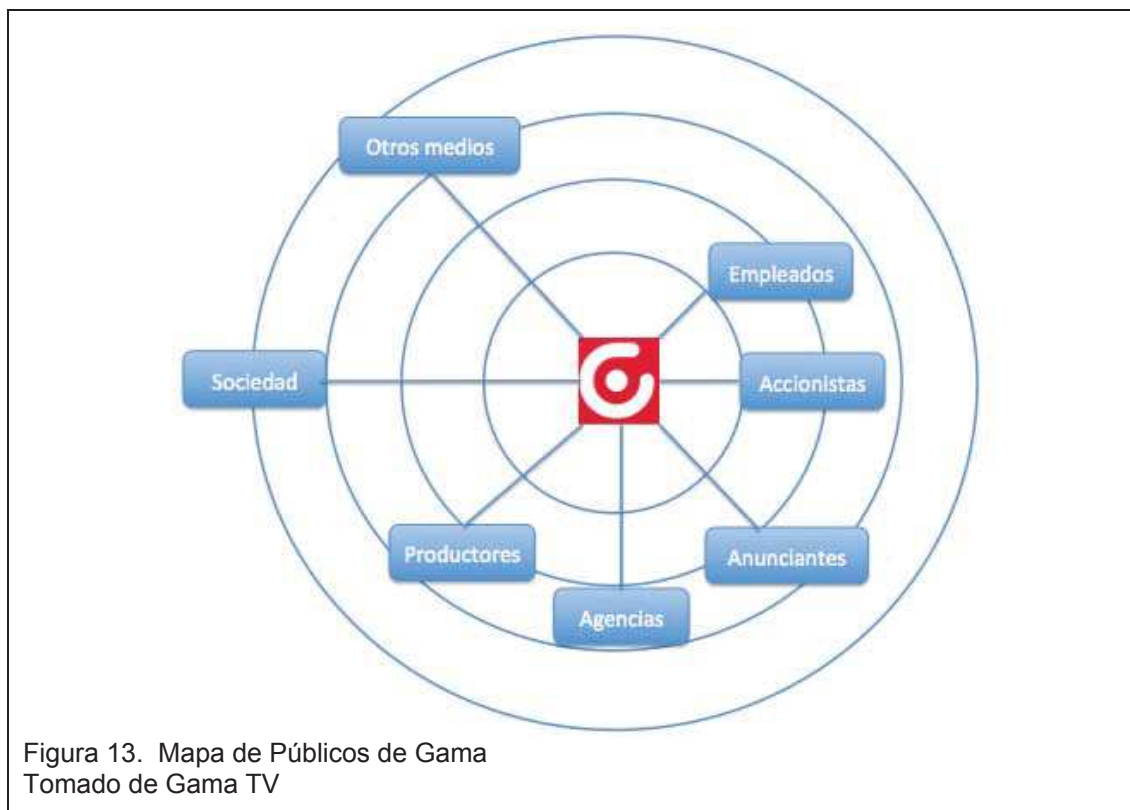 Otros medios
Empleados
Sociedad
Accionistas
Productores
Anunciantes
Agencias
Figura 13. Mapa de Públicos de Gama
Tomado de Gama TV